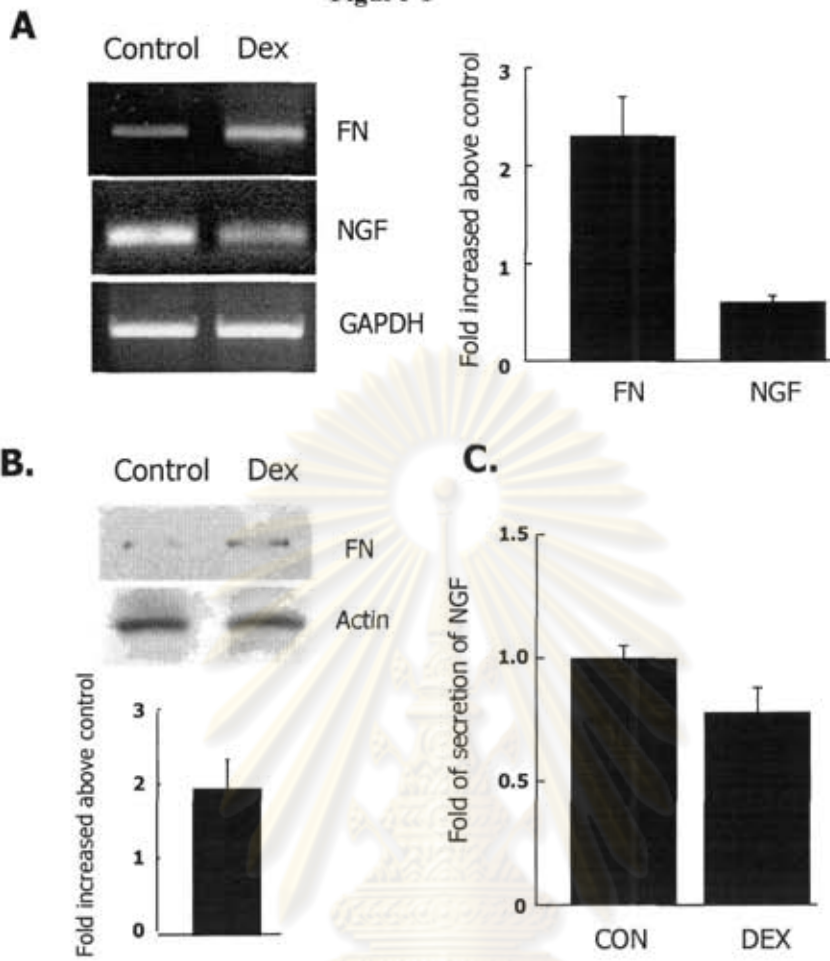 A
Control Dex
FN
NGF
GAPDH
Fold increased above control
3
2
1
0
FN NGF
B.
Control Dex
FN
Actin
Fold increased above control
3
2
1
0
C.
Fold of secretion of NGF
1.5
1.0
0.5
0
CON DEX